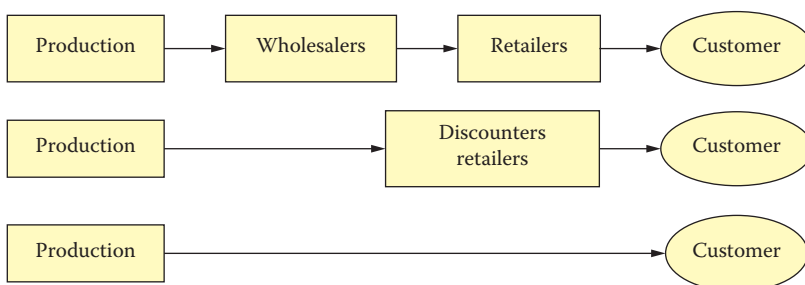 Production
Wholesalers
Retailers
Customer
Production
Discounters
retailers
Customer
Production
Customer